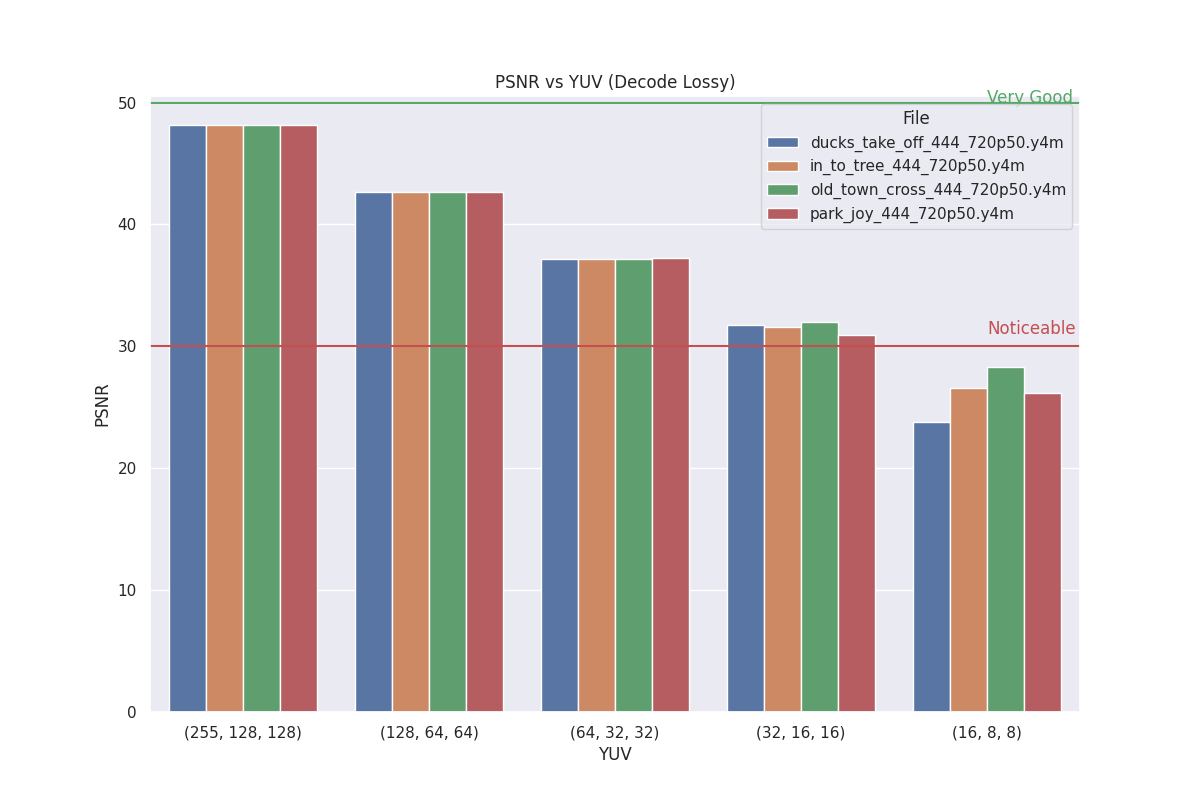 PSNR vs YUV (Decode Lossy)
Very Good
File
ducks_take_off_444_720p50.y4m
in_to_tree_444_720p50.y4m
old_town_cross_444_720p50.y4m
park_joy_444_720p50.y4m
Noticeable
PSNR
50
40
30
20
10
0
(255, 128, 128)
(128, 64, 64)
(64, 32, 32)
(32, 16, 16)
(16, 8, 8)
YUV